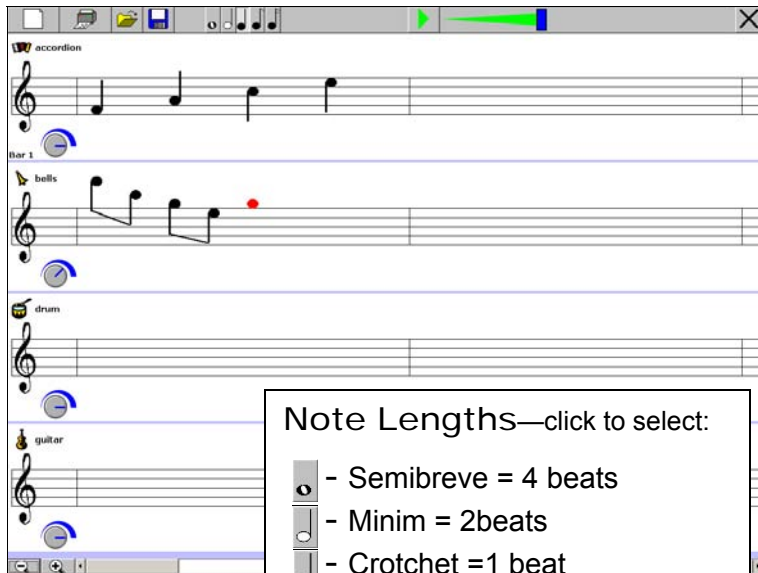 accordion
Bar 1
bells
drum
guitar
Note Lengths—click to select:
- Semibreve = 4 beats
- Minim = 2beats
- Crotchet =1 beat